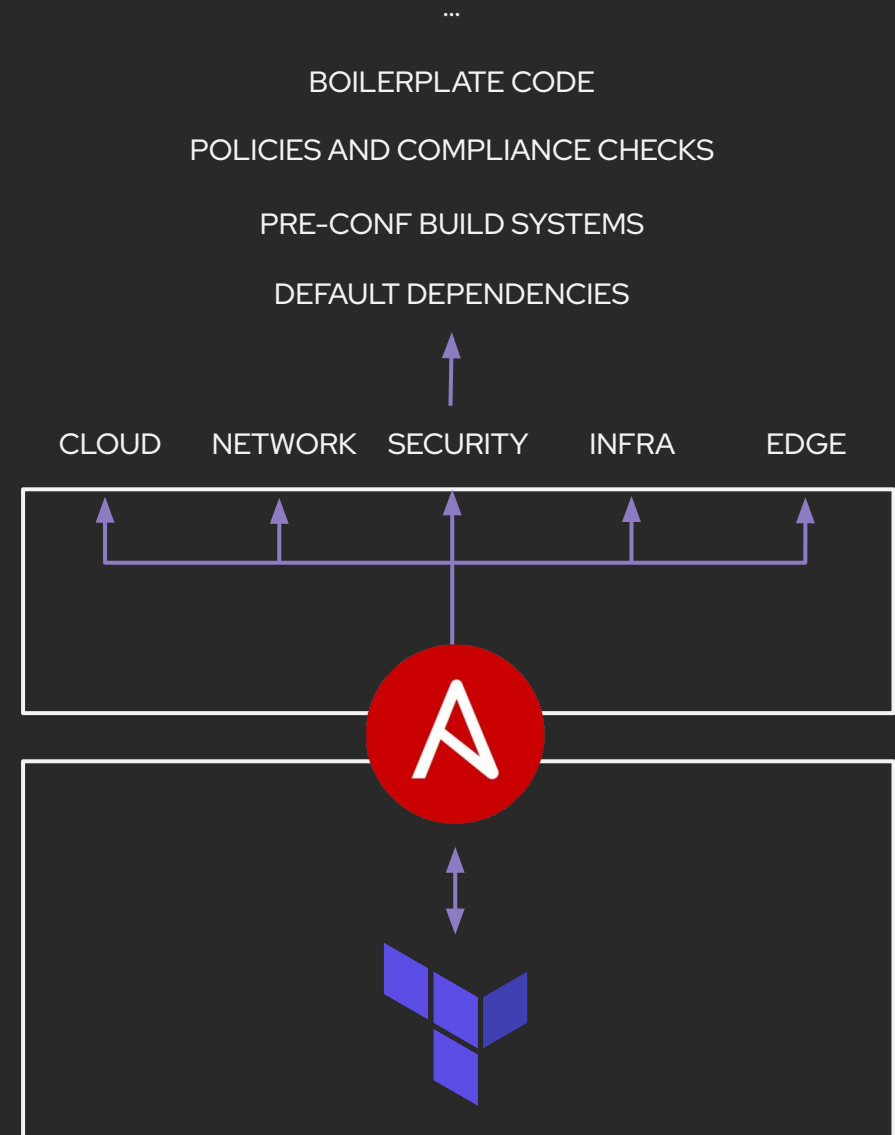 ...
BOILERPLATE CODE
POLICIES AND COMPLIANCE CHECKS
PRE-CONF BUILD SYSTEMS
DEFAULT DEPENDENCIES
CLOUD NETWORK SECURITY INFRA EDGE